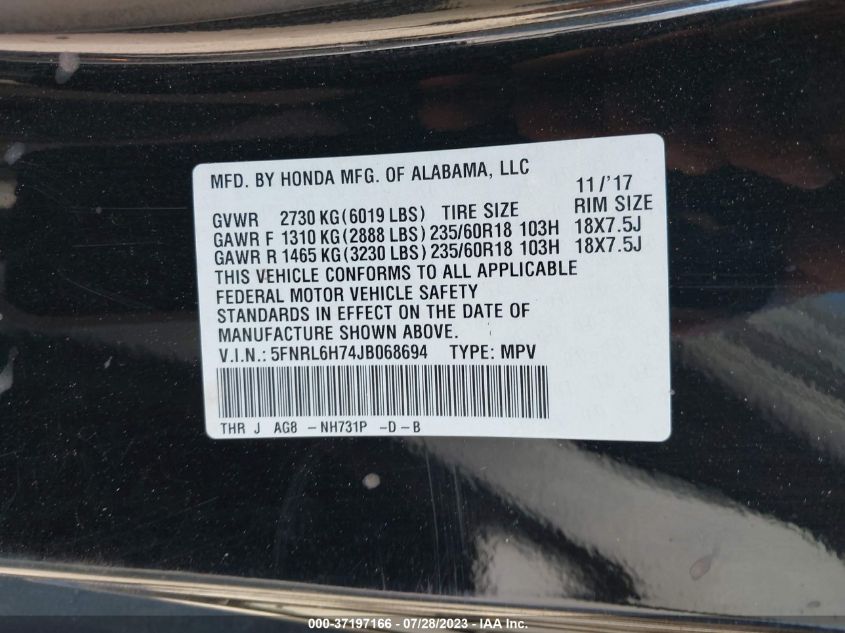 MFD. BY HONDA MFG. OF ALABAMA, LLC
11/'17
GVWR 2730 KG(6019 LBS) TIRE SIZE RIM SIZE
GAWR F 1310 KG(2888 LBS) 235/60R18 103H 18X7.5J
GAWR R 1465 KG(3230 LBS) 235/60R18 103H 18X7.5J
THIS VEHICLE CONFORMS TO ALL APPLICABLE
FEDERAL MOTOR VEHICLE SAFETY
STANDARDS IN EFFECT ON THE DATE OF
MANUFACTURE SHOWN ABOVE.
V.I.N.: 5FNRL6H74JB068694 TYPE: MPV
THR J AG8 -NH731P -D-B
000-37197166 - 07/28/2023 - IAA Inc.